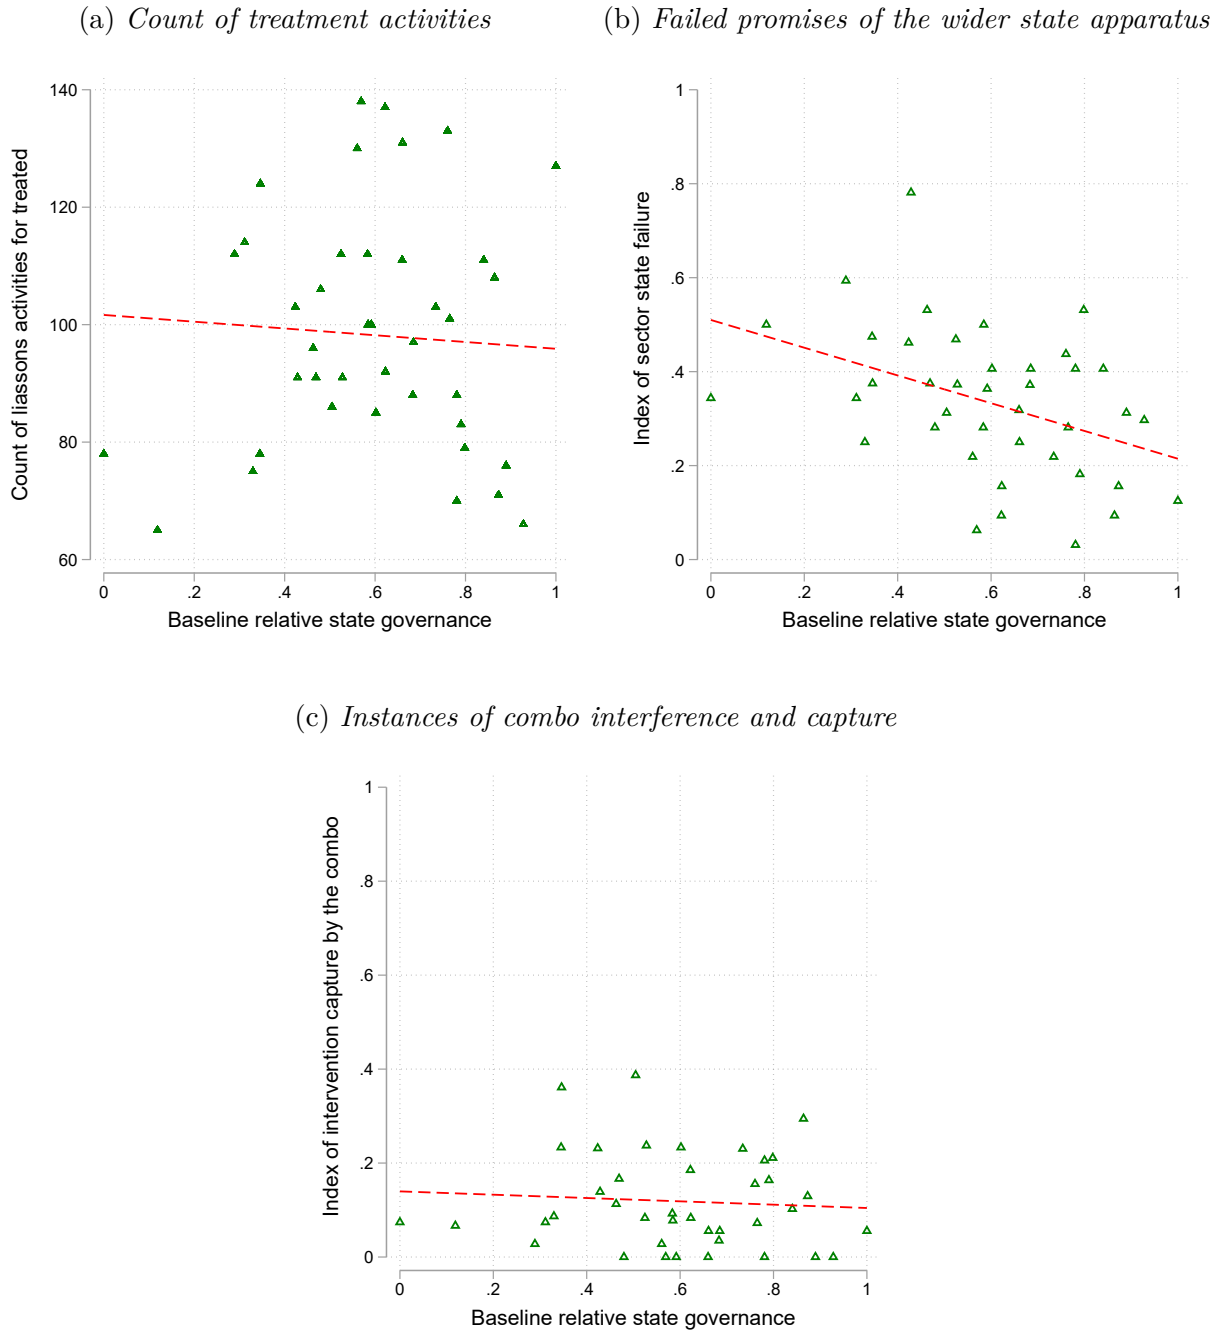 (a) Count of treatment activities
(b) Failed promises of the wider state apparatus
Count of liassons activities for treated
140
120
100
80
60
0 .2 .4 .6 .8 1
Baseline relative state governance
Index of sector state failure
1
.8
.6
.4
.2
0
0 .2 .4 .6 .8 1
Baseline relative state governance
(c) Instances of combo interference and capture
Index of intervention capture by the combo
1
.8
.6
.4
.2
0
0 .2 .4 .6 .8 1
Baseline relative state governance